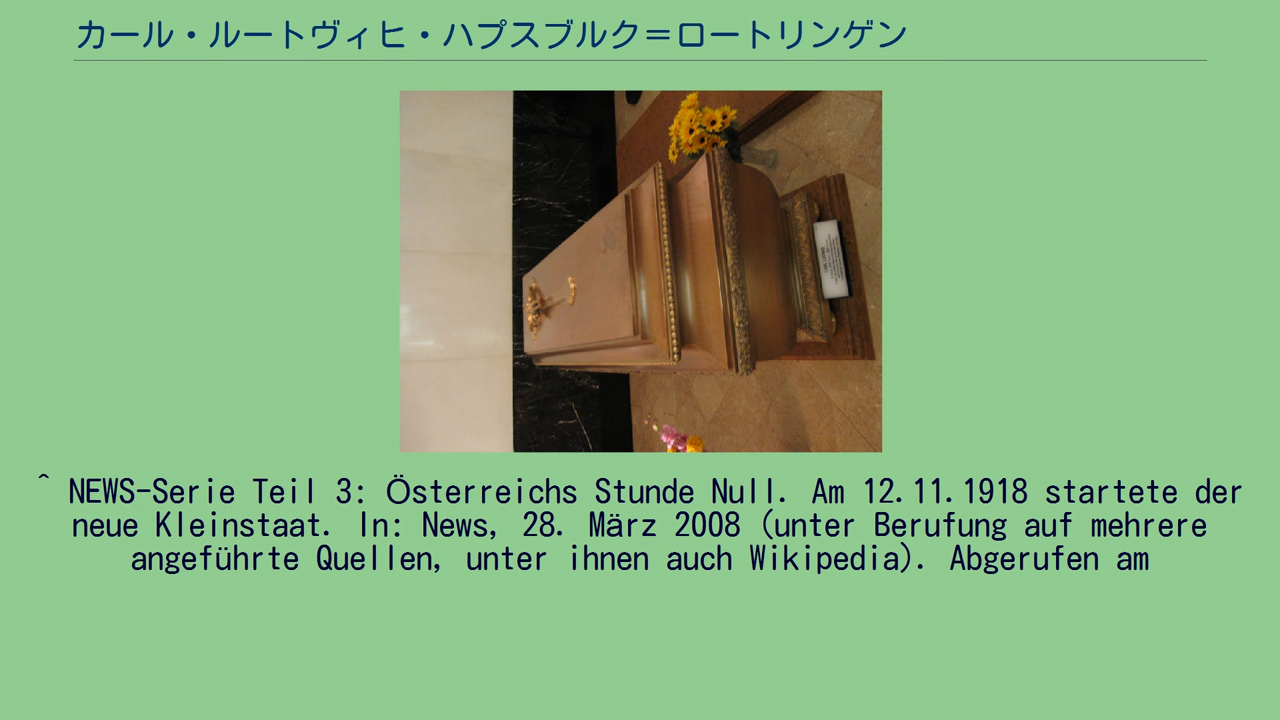 カール・ルートヴィヒ・ハプスブルク＝ロートリンゲン
^ NEWS-Serie Teil 3: Österreichs Stunde Null. Am 12.11.1918 startete der
neue Kleinstaat. In: News, 28. März 2008 (unter Berufung auf mehrere
angeführte Quellen, unter ihnen auch Wikipedia). Abgerufen am